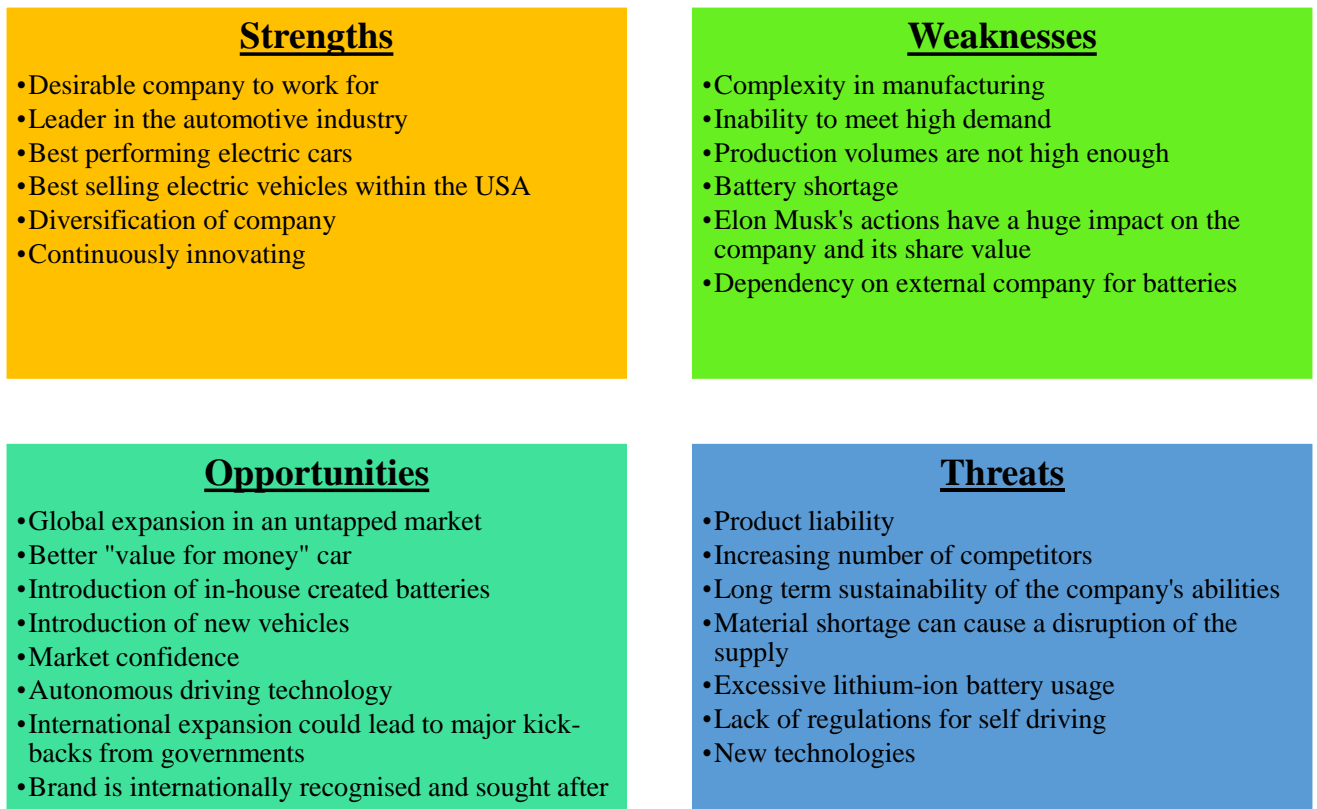 Strengths
•Desirable company to work for
•Leader in the automotive industry
•Best performing electric cars
•Best selling electric vehicles within the USA
•Diversification of company
•Continuously innovating
Weaknesses
•Complexity in manufacturing
•Inability to meet high demand
•Production volumes are not high enough
•Battery shortage
•Elon Musk's actions have a huge impact on the
company and its share value
•Dependency on external company for batteries
Opportunities
•Global expansion in an untapped market
•Better "value for money" car
•Introduction of in-house created batteries
•Introduction of new vehicles
•Market confidence
•Autonomous driving technology
•International expansion could lead to major kick-
backs from governments
•Brand is internationally recognised and sought after
Threats
•Product liability
•Increasing number of competitors
•Long term sustainability of the company's abilities
•Material shortage can cause a disruption of the
supply
•Excessive lithium-ion battery usage
•Lack of regulations for self driving
•New technologies